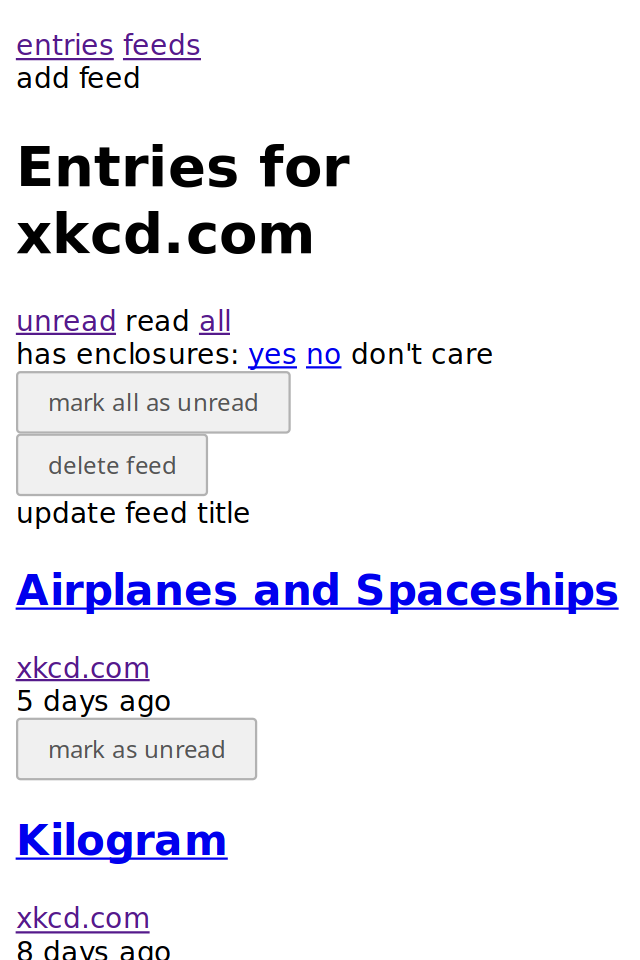 entries feeds
add feed
Entries for
xkcd.com
unread read all
has enclosures: yes no don't care
mark all as unread
delete feed
update feed title
Airplanes and Spaceships
xkcd.com
5 days ago
mark as unread
Kilogram
xkcd.com
8 days ago